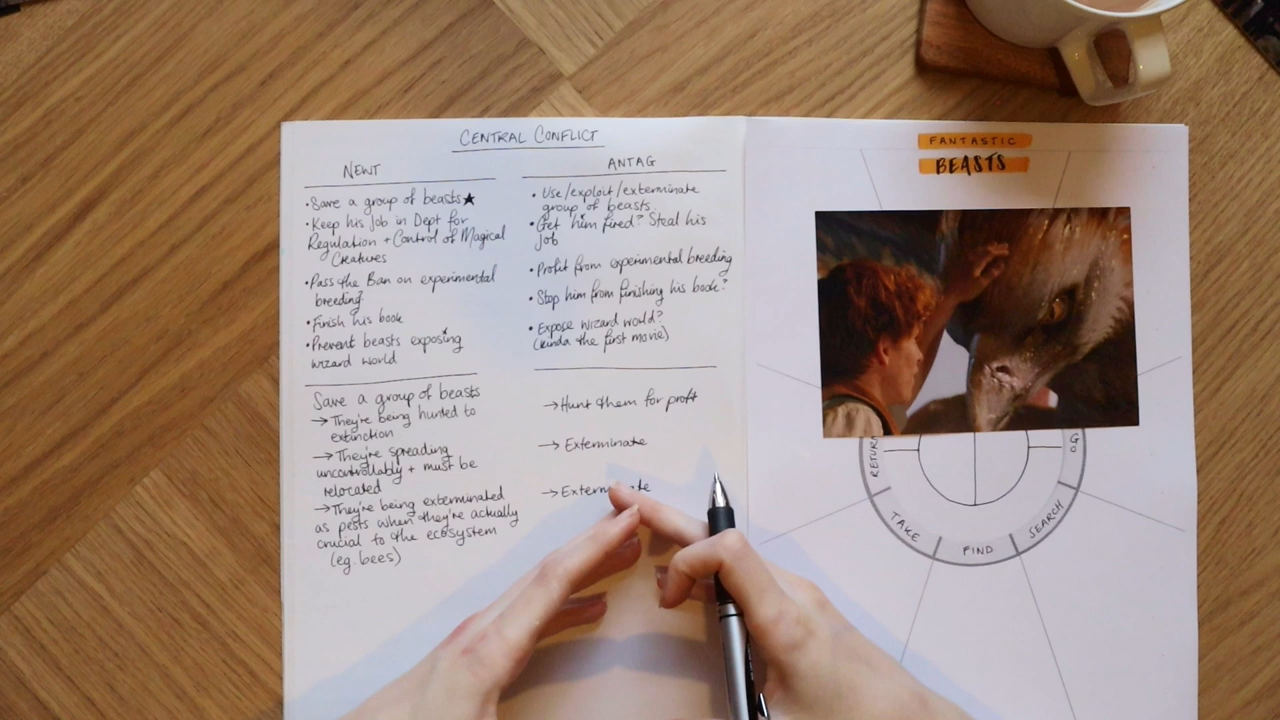 CENTRAL CONFLICT
NEWT
• Save a group of beasts★
• Keep his job in Dept for
Regulation + Control of Magical
Creatures
• Pass the Ban on experimental
breeding?
• Finish his book
• Prevent beasts exposing
wizard world
Save a group of beasts
→ They're being hunted to
extinction
→ They're spreading
uncontrollably + must be
relocated
→ They're being exterminated
as pests when they're actually
crucial to the ecosystem
(eg. bees)
ANTAG
• Use/exploit/exterminate
group of beasts.
• Get him fired? Steal his
job
• Profit from experimental breeding
• Stop him from finishing his book?
• Expose wizard world?
(kinda the first movie)
→ Hunt them for profit
→ Exterminate
→ Exterminate
FANTASTIC
BEASTS
RETURN
TAKE
FIND
SEARCH